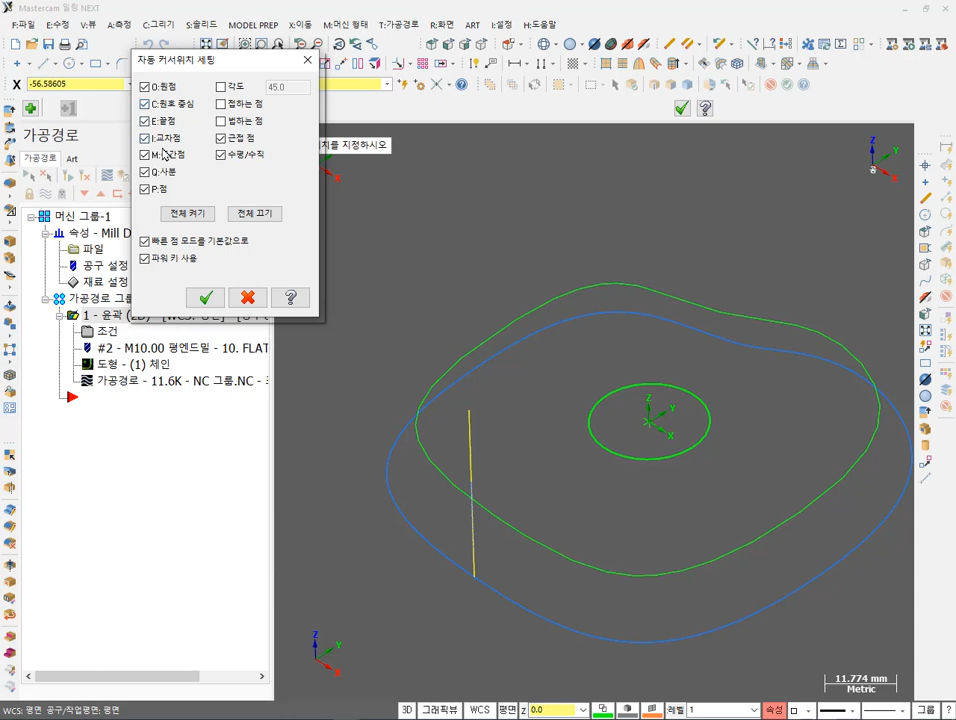 Mastercam 밀링 NEXT
F:파일 E:수정 V:뷰 A:측정 C:그리기 S:솔리드 MODEL PREP X:이동 M:머신 형태 T:가공경로 R:화면 ART I:설정 H:도움말
X -56.58605
자동 커서위치 세팅
O:원점 각도 45.0
C:원호 중심 접하는 점
E:끝점 법하는 점
I:교차점 근접 점
수평/수직
Q:사분
P:점
전체 켜기 전체 끄기
빠른 점 모드를 기본값으로
파워 키 사용
치를 지정하시오
가공경로
가공경로 Art
머신 그룹-1
속성 - Mill D
파일
공구 설정
재료 설정
가공경로 그룹
조건
#2 - M10.00 평엔드밀 - 10. FLAT
도형 - (1) 체인
가공경로 - 11.6K - NC 그룹.NC -
Z Y X
11.774 mm
Metric
WCS: 평면 공구/작업평면: 평면 3D 그래픽뷰 WCS 평면 Z 0.0 레벨 1 속성 그룹 ?